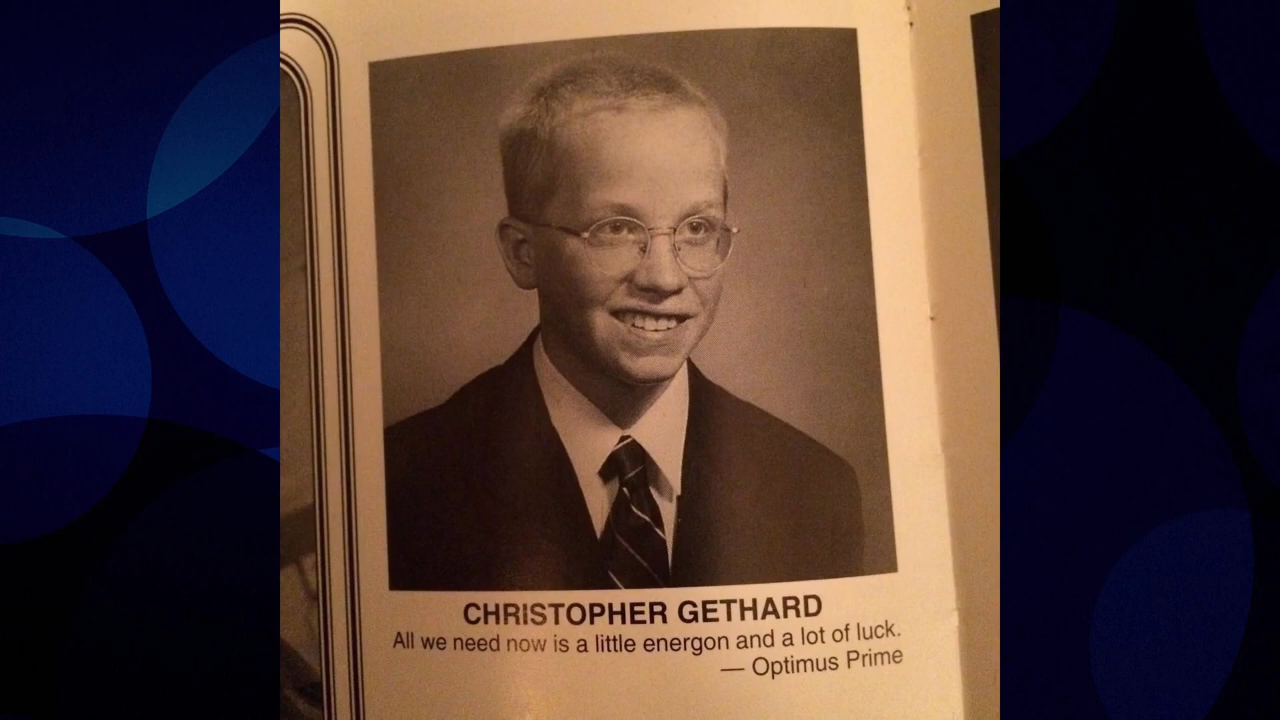 CHRISTOPHER GETHARD
All we need now is a little energon and a lot of luck.
— Optimus Prime